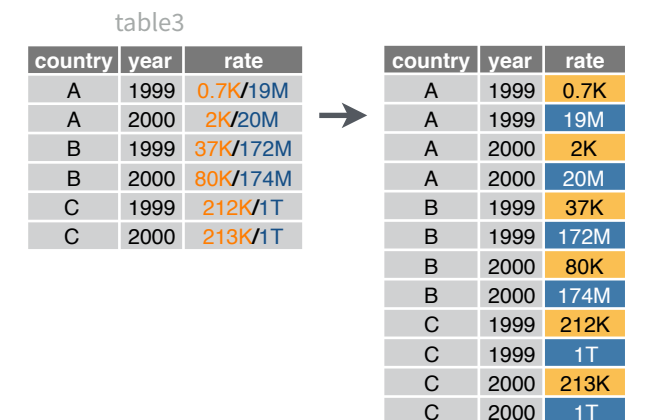 table3
country year rate
A 1999 0.7K/19M
A 2000 2K/20M
B 1999 37K/172M
B 2000 80K/174M
C 1999 212K/1T
C 2000 213K/1T
country year rate
A 1999 0.7K
A 1999 19M
A 2000 2K
A 2000 20M
B 1999 37K
B 1999 172M
B 2000 80K
B 2000 174M
C 1999 212K
C 1999 1T
C 2000 213K
C 2000 1T